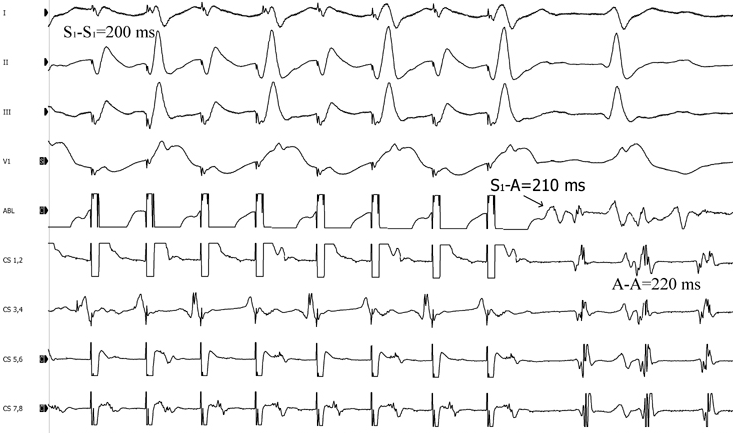 I
S1-S1=200 ms
II
III
V1
S1-A=210 ms
ABL
CS 1,2
A-A=220 ms
CS 3,4
CS 5,6
CS 7,8